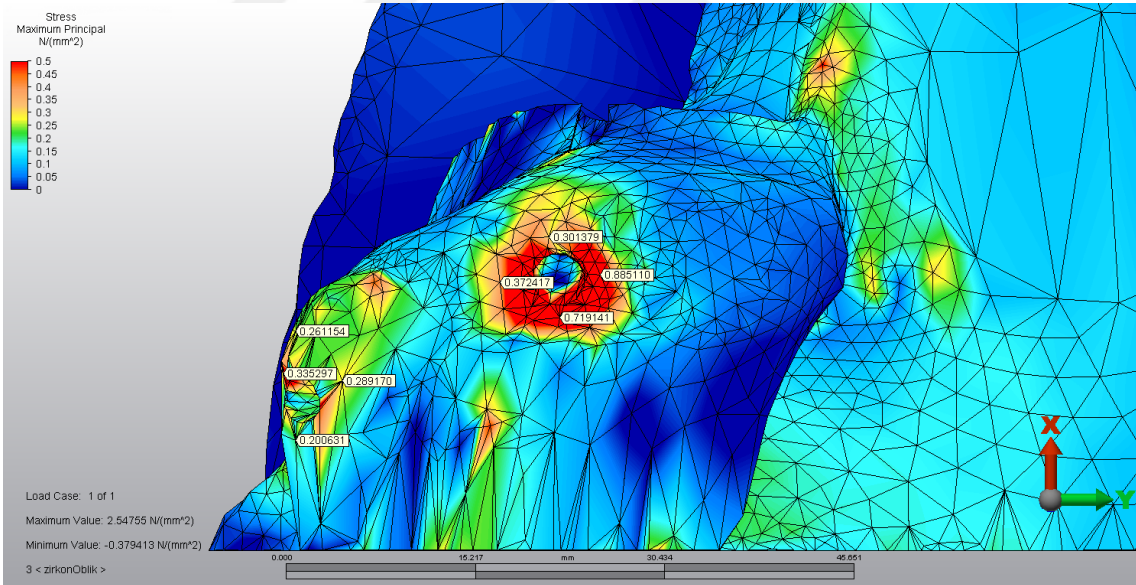 Stress
Maximum Principal
N/(mm^2)
0.5
0.45
0.4
0.35
0.3
0.25
0.2
0.15
0.1
0.05
0
0.301379
0.372417
0.885110
0.719141
0.261154
0.335297
0.289170
0.200631
X
Y
Load Case: 1 of 1
Maximum Value: 2.54755 N/(mm^2)
Minimum Value: -0.379413 N/(mm^2)
0.000 15.217 mm 30.434 45.651
3 < zirkonOblik >